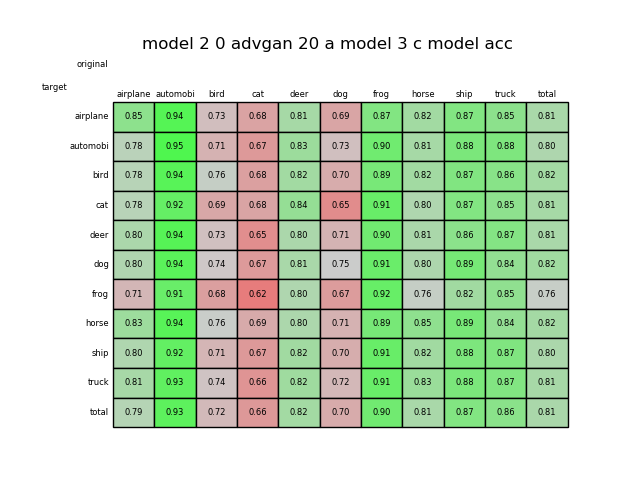 model 2 0 advgan 20 a model 3 c model acc
original
target
airplane automobi bird cat deer dog frog horse ship truck total
airplane 0.85 0.94 0.73 0.68 0.81 0.69 0.87 0.82 0.87 0.85 0.81
automobi 0.78 0.95 0.71 0.67 0.83 0.73 0.90 0.81 0.88 0.88 0.80
bird 0.78 0.94 0.76 0.68 0.82 0.70 0.89 0.82 0.87 0.86 0.82
cat 0.78 0.92 0.69 0.68 0.84 0.65 0.91 0.80 0.87 0.85 0.81
deer 0.80 0.94 0.73 0.65 0.80 0.71 0.90 0.81 0.86 0.87 0.81
dog 0.80 0.94 0.74 0.67 0.81 0.75 0.91 0.80 0.89 0.84 0.82
frog 0.71 0.91 0.68 0.62 0.80 0.67 0.92 0.76 0.82 0.85 0.76
horse 0.83 0.94 0.76 0.69 0.80 0.71 0.89 0.85 0.89 0.84 0.82
ship 0.80 0.92 0.71 0.67 0.82 0.70 0.91 0.82 0.88 0.87 0.80
truck 0.81 0.93 0.74 0.66 0.82 0.72 0.91 0.83 0.88 0.87 0.81
total 0.79 0.93 0.72 0.66 0.82 0.70 0.90 0.81 0.87 0.86 0.81